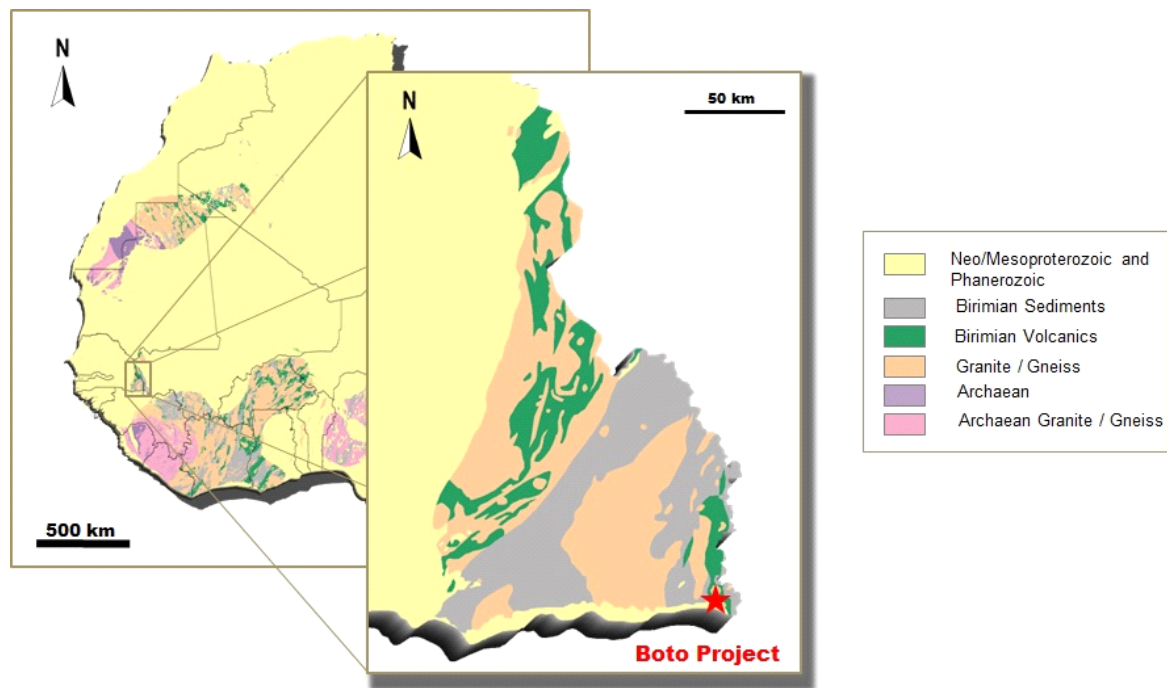 N
500 km
N
50 km
Boto Project
Neo/Mesoproterozoic and
Phanerozoic
Birimian Sediments
Birimian Volcanics
Granite / Gneiss
Archaean
Archaean Granite / Gneiss